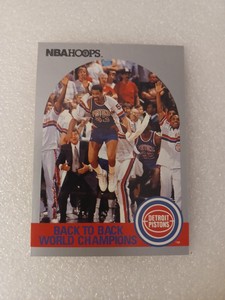 NBA HOOPS
BACK TO BACK
WORLD CHAMPIONS
DETROIT
PISTONS